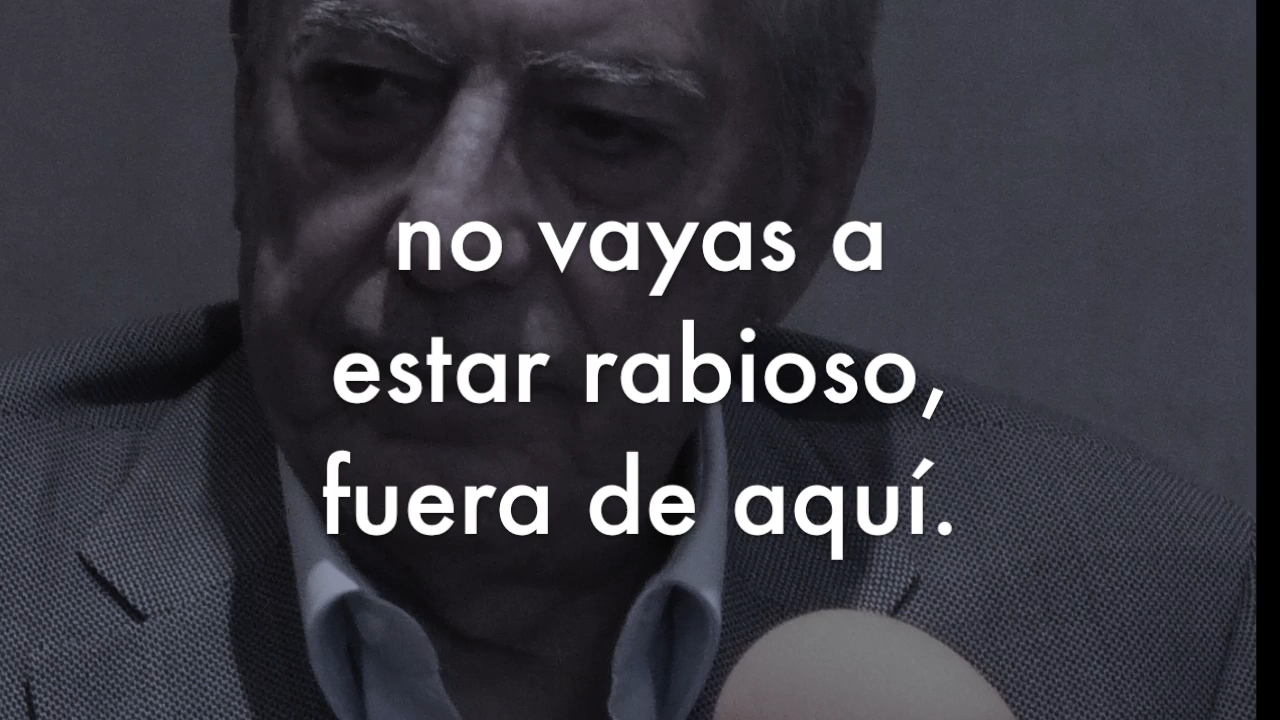 no vayas a
estar rabioso,
fuera de aquí.